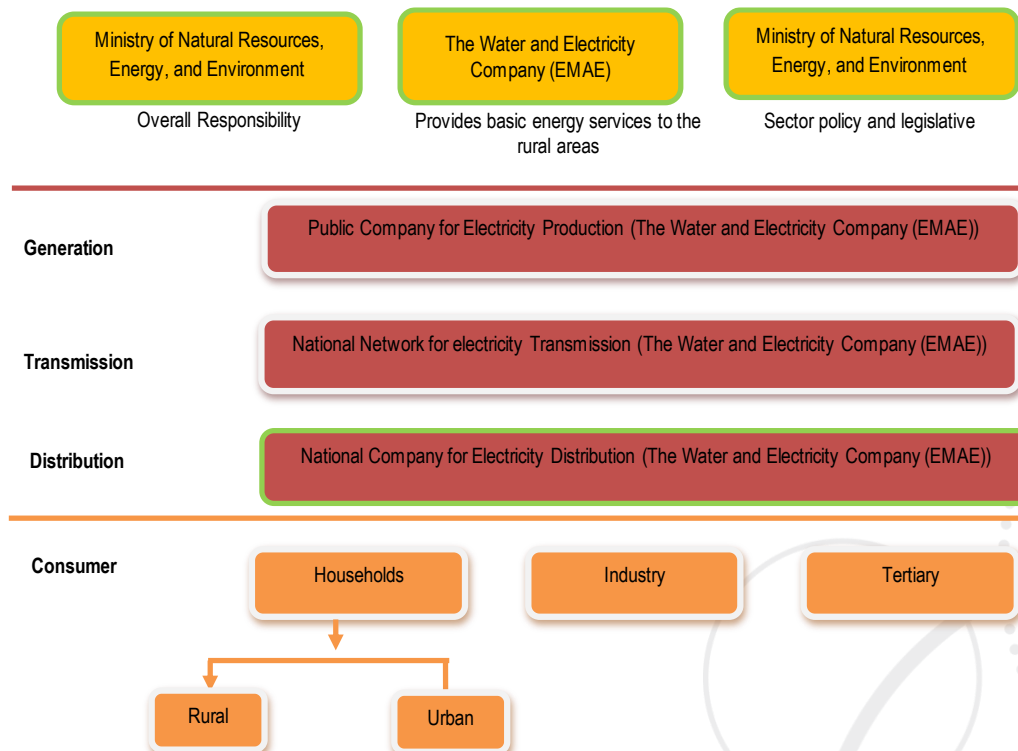 Ministry of Natural Resources,
Energy, and Environment
Overall Responsibility
The Water and Electricity
Company (EMAE)
Provides basic energy services to the
rural areas
Ministry of Natural Resources,
Energy, and Environment
Sector policy and legislative
Generation
Public Company for Electricity Production (The Water and Electricity Company (EMAE))
Transmission
National Network for electricity Transmission (The Water and Electricity Company (EMAE))
Distribution
National Company for Electricity Distribution (The Water and Electricity Company (EMAE))
Consumer
Households
Industry
Tertiary
Rural
Urban